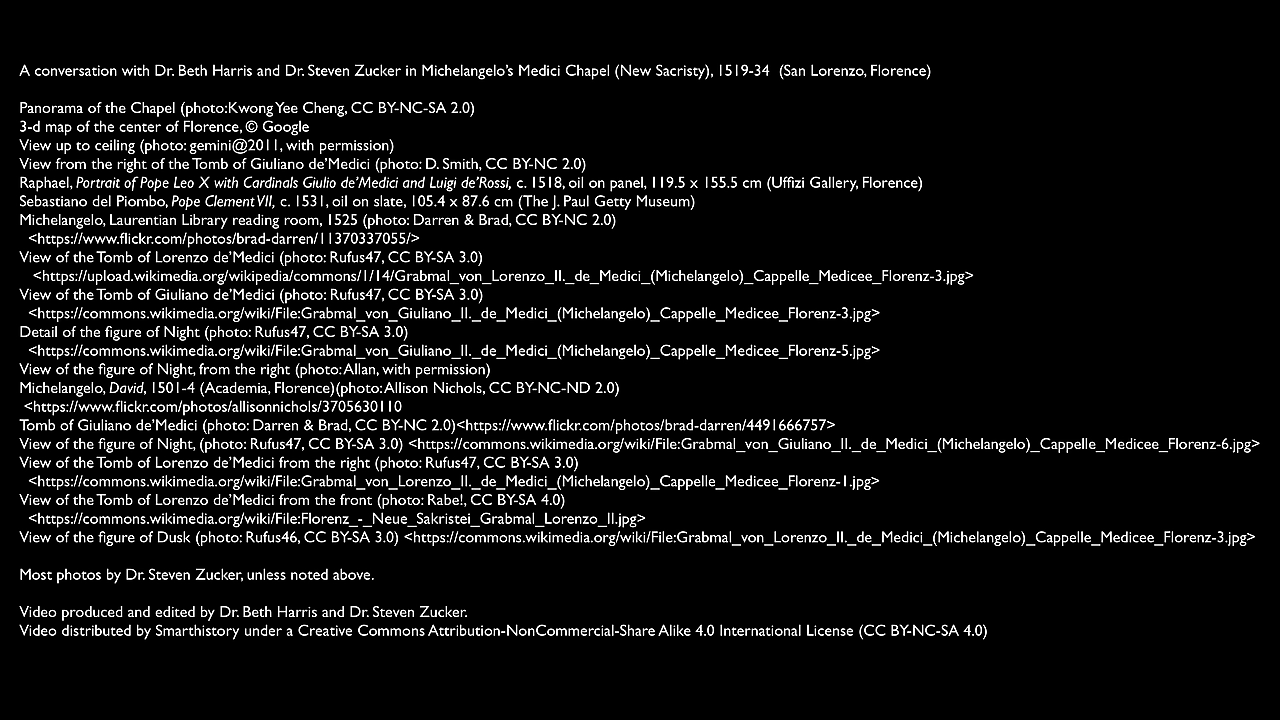 A conversation with Dr. Beth Harris and Dr. Steven Zucker in Michelangelo's Medici Chapel (New Sacristy), 1519-34 (San Lorenzo, Florence)
Panorama of the Chapel (photo:Kwong Yee Cheng, CC BY-NC-SA 2.0)
3-d map of the center of Florence, © Google
View up to ceiling (photo: gemini@2011, with permission)
View from the right of the Tomb of Giuliano de'Medici (photo: D. Smith, CC BY-NC 2.0)
Raphael, Portrait of Pope Leo X with Cardinals Giulio de'Medici and Luigi de'Rossi, c. 1518, oil on panel, 119.5 x 155.5 cm (Uffizi Gallery, Florence)
Sebastiano del Piombo, Pope Clement VII, c. 1531, oil on slate, 105.4 x 87.6 cm (The J. Paul Getty Museum)
Michelangelo, Laurentian Library reading room, 1525 (photo: Darren & Brad, CC BY-NC 2.0)
<https://www.flickr.com/photos/brad-darren/11370337055/>
View of the Tomb of Lorenzo de'Medici (photo: Rufus47, CC BY-SA 3.0)
<https://upload.wikimedia.org/wikipedia/commons/1/14/Grabmal_von_Lorenzo_II._de_Medici_(Michelangelo)_Cappelle_Medicee_Florenz-3.jpg>
View of the Tomb of Giuliano de'Medici (photo: Rufus47, CC BY-SA 3.0)
<https://commons.wikimedia.org/wiki/File:Grabmal_von_Giuliano_II._de_Medici_(Michelangelo)_Cappelle_Medicee_Florenz-3.jpg>
Detail of the figure of Night (photo: Rufus47, CC BY-SA 3.0)
<https://commons.wikimedia.org/wiki/File:Grabmal_von_Giuliano_II._de_Medici_(Michelangelo)_Cappelle_Medicee_Florenz-5.jpg>
View of the figure of Night, from the right (photo: Allan, with permission)
Michelangelo, David, 1501-4 (Academia, Florence)(photo: Allison Nichols, CC BY-NC-ND 2.0)
<https://www.flickr.com/photos/allisonnichols/3705630110
Tomb of Giuliano de'Medici (photo: Darren & Brad, CC BY-NC 2.0)<https://www.flickr.com/photos/brad-darren/4491666757>
View of the figure of Night, (photo: Rufus47, CC BY-SA 3.0) <https://commons.wikimedia.org/wiki/File:Grabmal_von_Giuliano_II._de_Medici_(Michelangelo)_Cappelle_Medicee_Florenz-6.jpg>
View of the Tomb of Lorenzo de'Medici from the right (photo: Rufus47, CC BY-SA 3.0)
<https://commons.wikimedia.org/wiki/File:Grabmal_von_Lorenzo_II._de_Medici_(Michelangelo)_Cappelle_Medicee_Florenz-1.jpg>
View of the Tomb of Lorenzo de'Medici from the front (photo: Rabe!, CC BY-SA 4.0)
<https://commons.wikimedia.org/wiki/File:Florenz_-_Neue_Sakristei_Grabmal_Lorenzo_II.jpg>
View of the figure of Dusk (photo: Rufus46, CC BY-SA 3.0) <https://commons.wikimedia.org/wiki/File:Grabmal_von_Lorenzo_II._de_Medici_(Michelangelo)_Cappelle_Medicee_Florenz-3.jpg>
Most photos by Dr. Steven Zucker, unless noted above.
Video produced and edited by Dr. Beth Harris and Dr. Steven Zucker.
Video distributed by Smarthistory under a Creative Commons Attribution-NonCommercial-Share Alike 4.0 International License (CC BY-NC-SA 4.0)